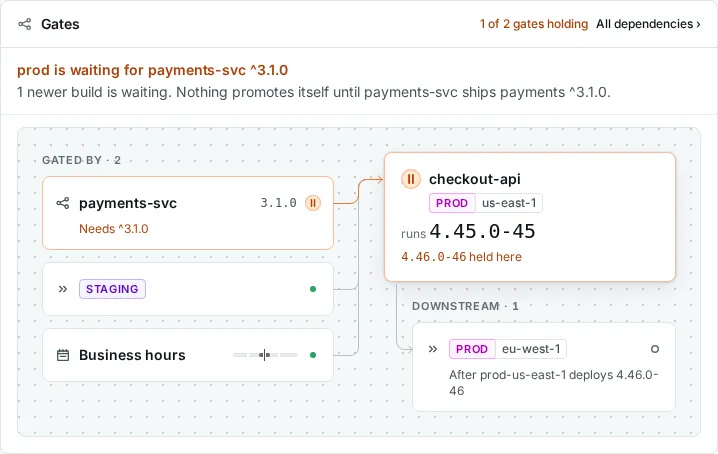 Gates
1 of 2 gates holding
All dependencies ›
prod is waiting for payments-svc ^3.1.0
1 newer build is waiting. Nothing promotes itself until payments-svc ships payments ^3.1.0.
GATED BY · 2
payments-svc
3.1.0
Needs ^3.1.0
STAGING
Business hours
checkout-api
PROD us-east-1
runs 4.45.0-45
4.46.0-46 held here
DOWNSTREAM · 1
PROD eu-west-1
After prod-us-east-1 deploys 4.46.0-
46